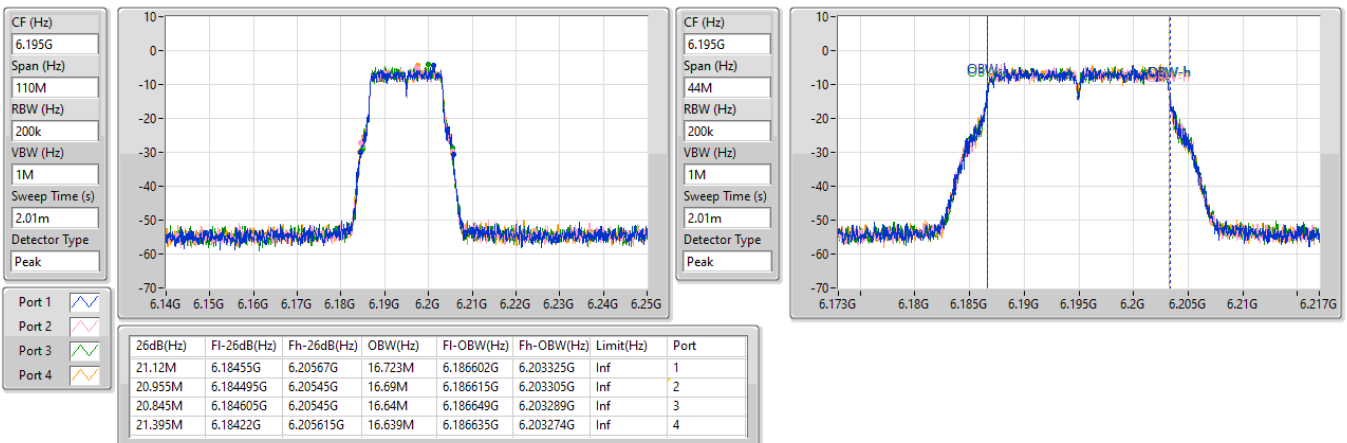 CF (Hz)
6.195G
Span (Hz)
110M
RBW (Hz)
200k
VBW (Hz)
1M
Sweep Time (s)
2.01m
Detector Type
Peak
10
0
-10
-20
-30
-40
-50
-60
-70
6.14G 6.15G 6.16G 6.17G 6.18G 6.19G 6.2G 6.21G 6.22G 6.23G 6.24G 6.25G
CF (Hz)
6.195G
Span (Hz)
44M
RBW (Hz)
200k
VBW (Hz)
1M
Sweep Time (s)
2.01m
Detector Type
Peak
10
0
-10
-20
-30
-40
-50
-60
-70
OBW-l OBW-h
6.173G 6.18G 6.185G 6.19G 6.195G 6.2G 6.205G 6.21G 6.217G
Port 1
Port 2
Port 3
Port 4
26dB(Hz) Fl-26dB(Hz) Fh-26dB(Hz) OBW(Hz) Fl-OBW(Hz) Fh-OBW(Hz) Limit(Hz) Port
21.12M 6.18455G 6.20567G 16.723M 6.186602G 6.203325G Inf 1
20.955M 6.184495G 6.20545G 16.69M 6.186615G 6.203305G Inf 2
20.845M 6.184605G 6.20545G 16.64M 6.186649G 6.203289G Inf 3
21.395M 6.18422G 6.205615G 16.639M 6.186635G 6.203274G Inf 4